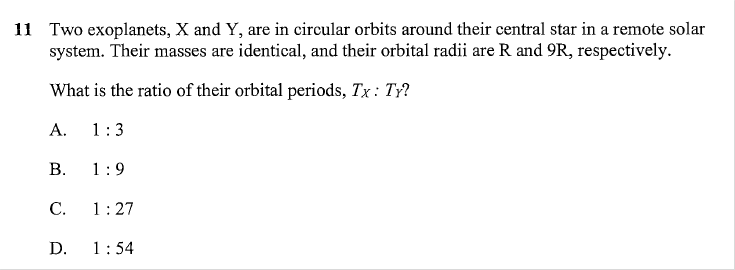 11 Two exoplanets, X and Y, are in circular orbits around their central star in a remote solar
system. Their masses are identical, and their orbital radii are R and 9R, respectively.
What is the ratio of their orbital periods, TX : TY?
A. 1 : 3
B. 1 : 9
C. 1 : 27
D. 1 : 54